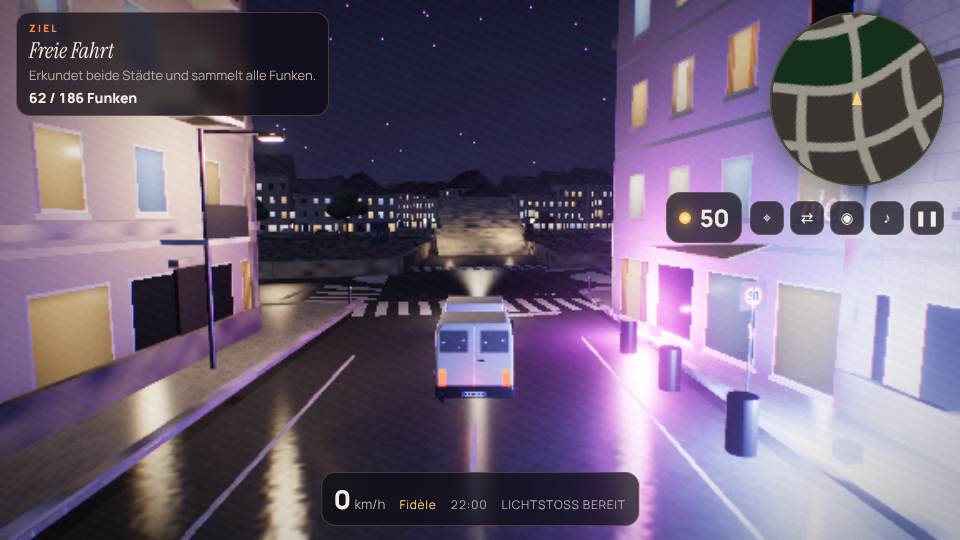 ZIEL
Freie Fahrt
Erkundet beide Städte und sammelt alle Funken.
62 / 186 Funken
50
0 km/h Fidèle 22:00 LICHTSTOSS BEREIT